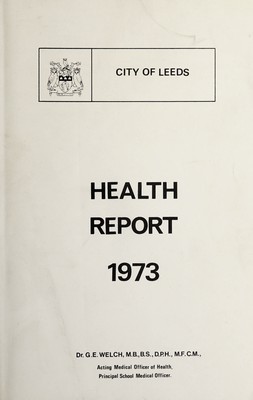 CITY OF LEEDS
HEALTH
REPORT
1973
Dr. G.E. WELCH, M.B., B.S., D.P.H., M.F.C.M.,
Acting Medical Officer of Health,
Principal School Medical Officer.